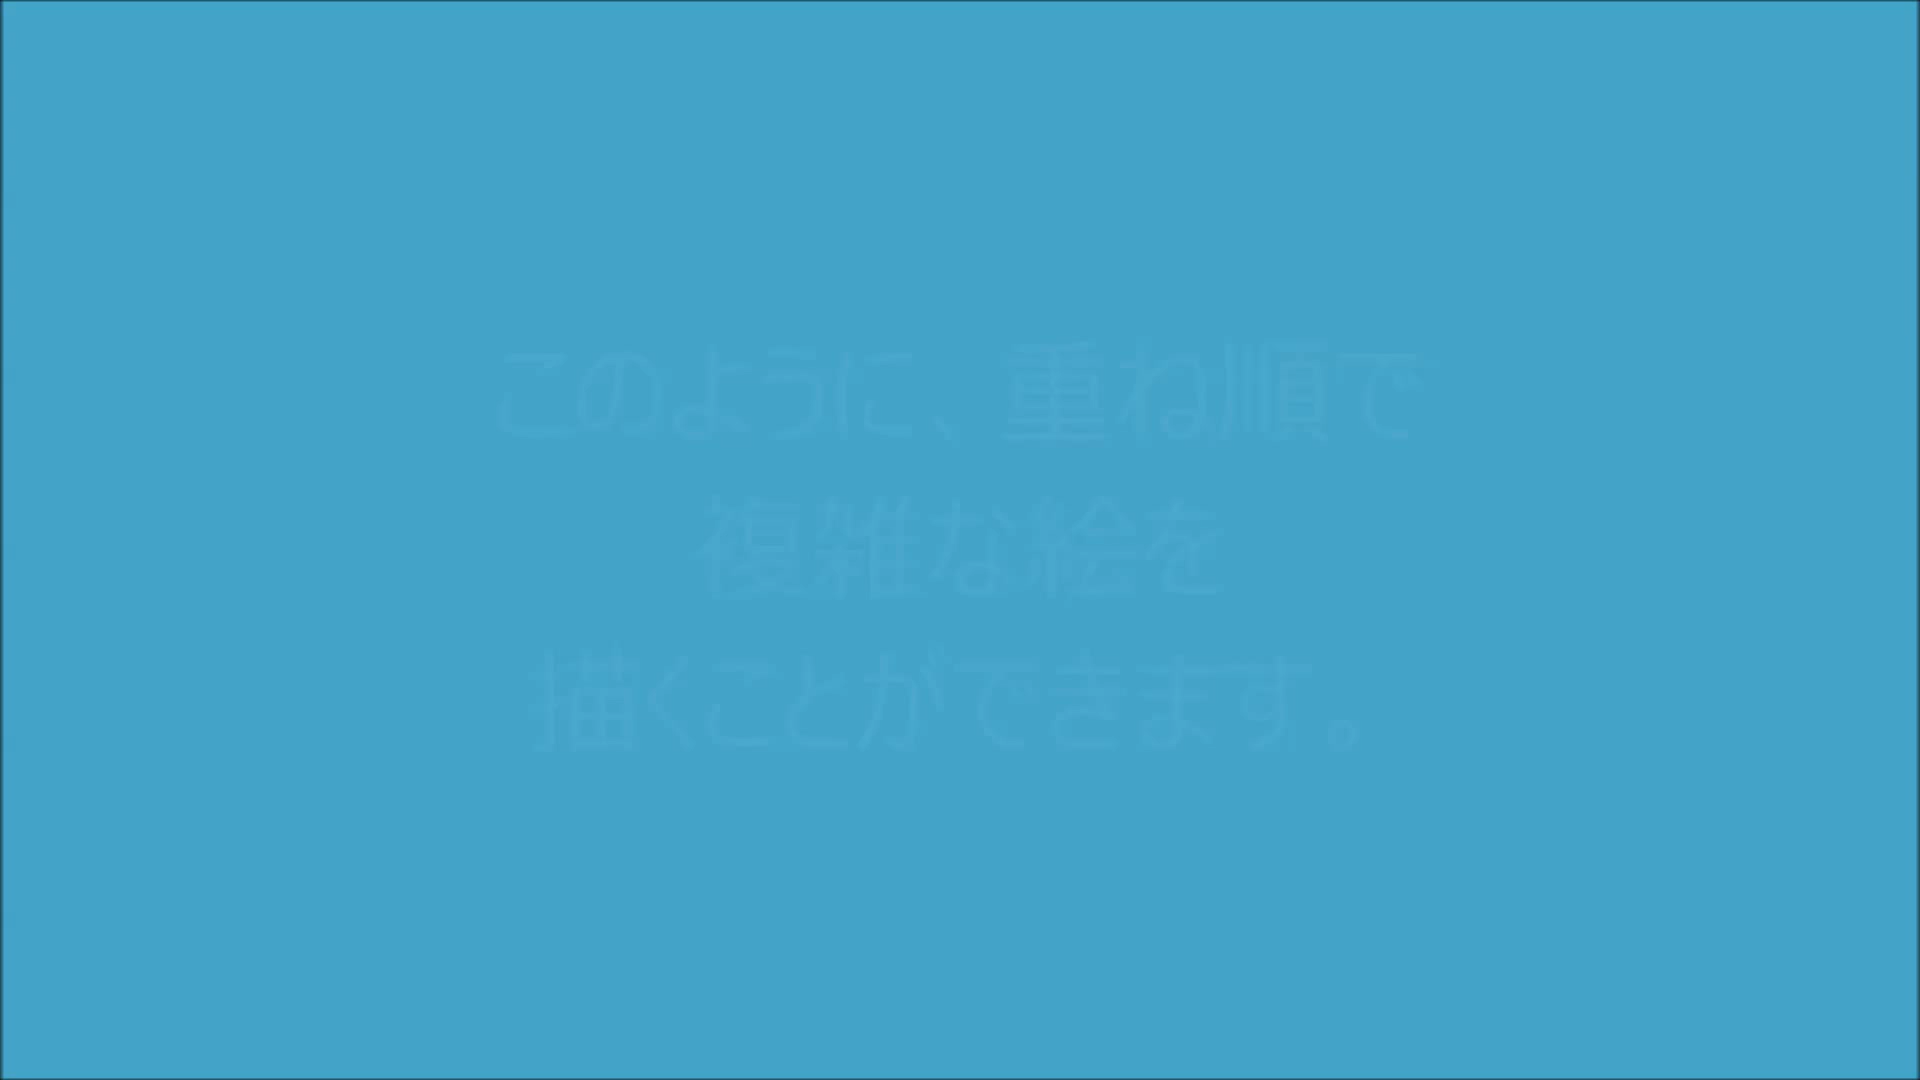 このように、重ね順で
複雑な絵を
描くことができます。